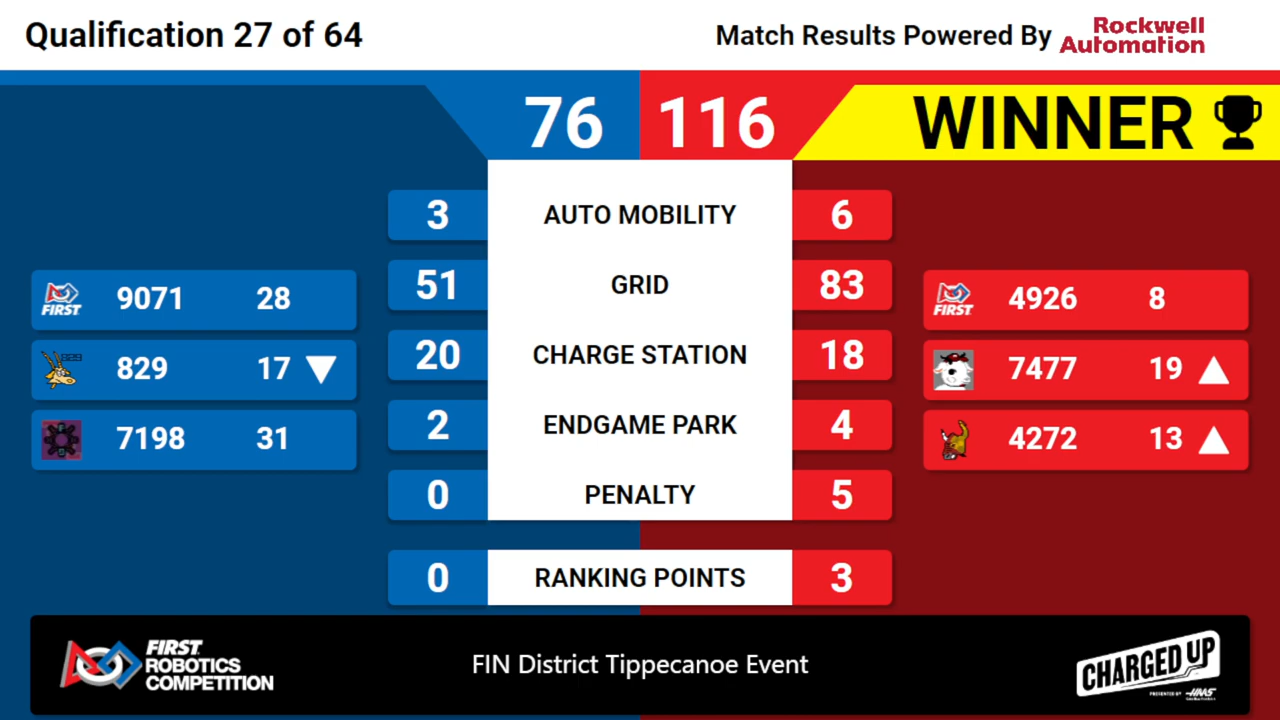 Qualification 27 of 64
Match Results Powered By Rockwell Automation
76 116 WINNER
3 AUTO MOBILITY 6
51 GRID 83
20 CHARGE STATION 18
2 ENDGAME PARK 4
0 PENALTY 5
0 RANKING POINTS 3
FIRST 9071 28
829 829 17
7198 31
FIRST 4926 8
7477 19
4272 13
FIRST ROBOTICS COMPETITION
FIN District Tippecanoe Event
CHARGED UP
PRESENTED BY HAAS